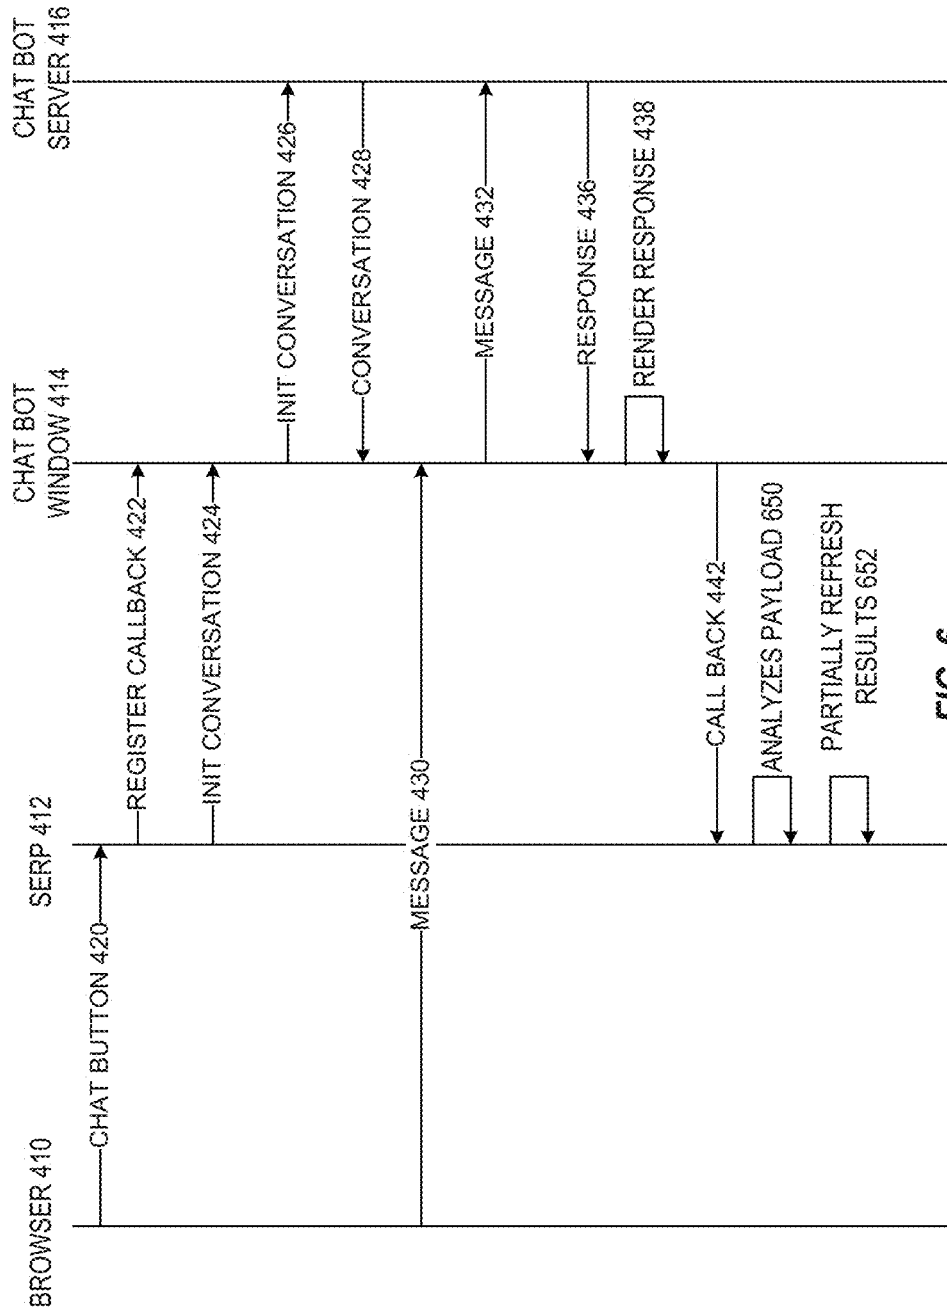 BROWSER 410
SERP 412
CHAT BOT
WINDOW 414
CHAT BOT
SERVER 416
CHAT BUTTON 420
REGISTER CALLBACK 422
INIT CONVERSATION 424
INIT CONVERSATION 426
CONVERSATION 428
MESSAGE 430
MESSAGE 432
RESPONSE 436
RENDER RESPONSE 438
CALL BACK 442
ANALYZES PAYLOAD 650
PARTIALLY REFRESH
RESULTS 652
FIG. 6